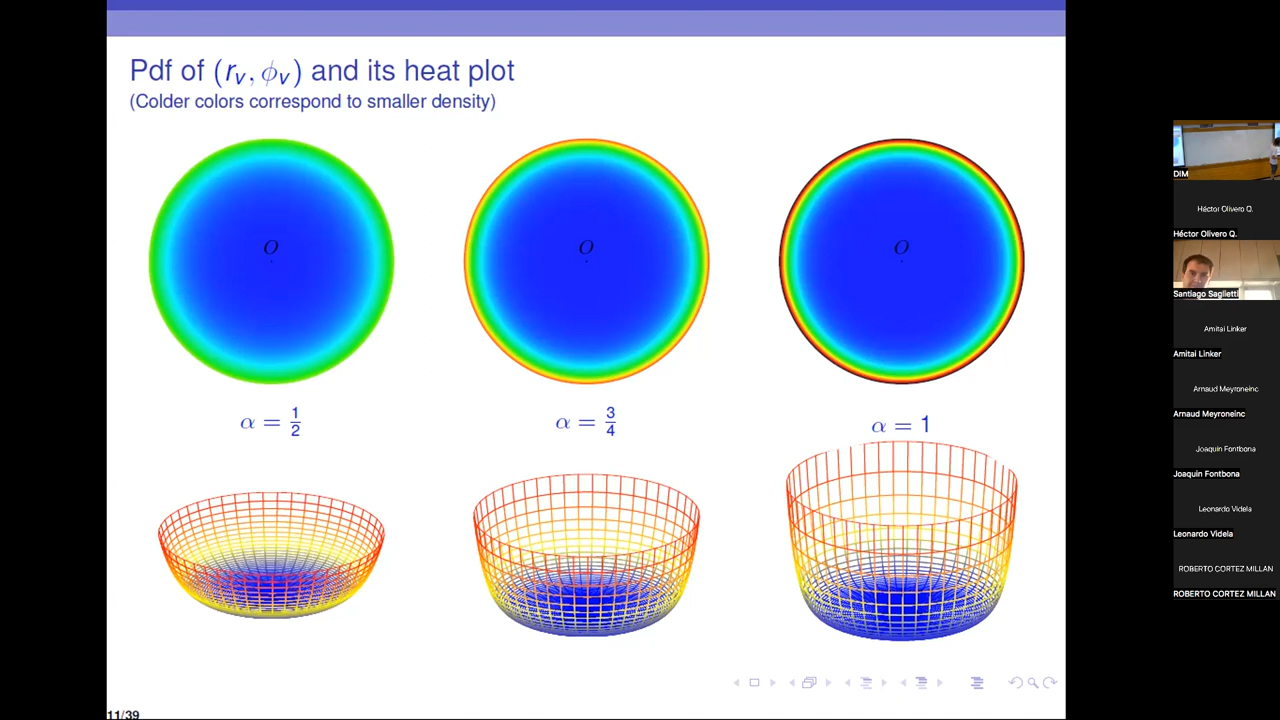 Pdf of (r_v, ϕ_v) and its heat plot
(Colder colors correspond to smaller density)
O
O
O
α = 1/2
α = 3/4
α = 1
11/39
DIM
Héctor Olivero Q.
Héctor Olivero Q.
Santiago Saglietti
Amitai Linker
Amitai Linker
Arnaud Meyroneinc
Arnaud Meyroneinc
Joaquin Fontbona
Joaquin Fontbona
Leonardo Videla
Leonardo Videla
ROBERTO CORTEZ MILLAN
ROBERTO CORTEZ MILLAN